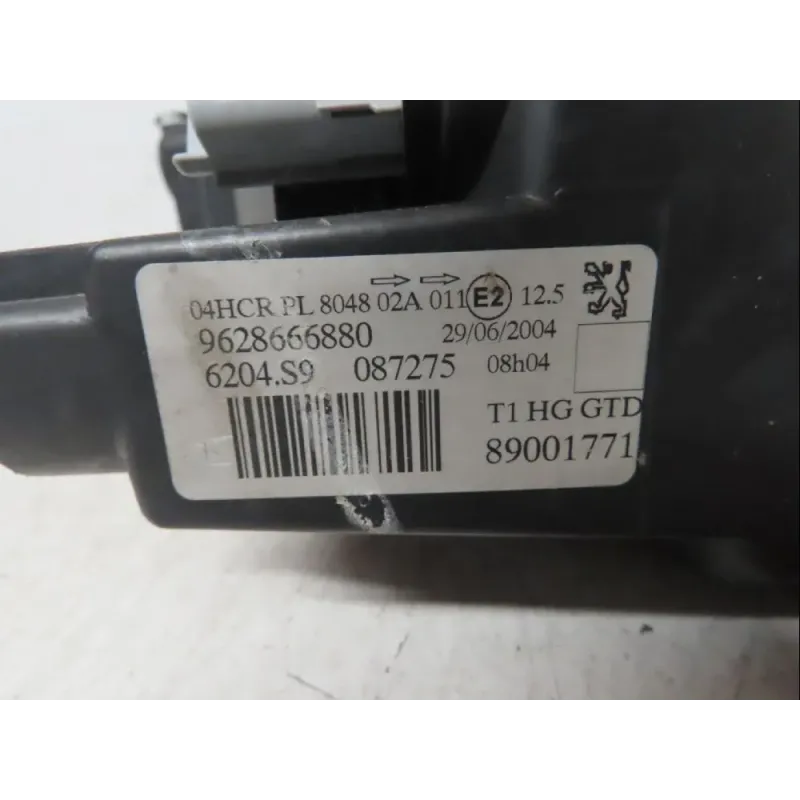 04HCR PL 8048 02A 011 E2 12.5
9628666880 29/06/2004
6204.S9 087275 08h04
T1 HG GTD
89001771